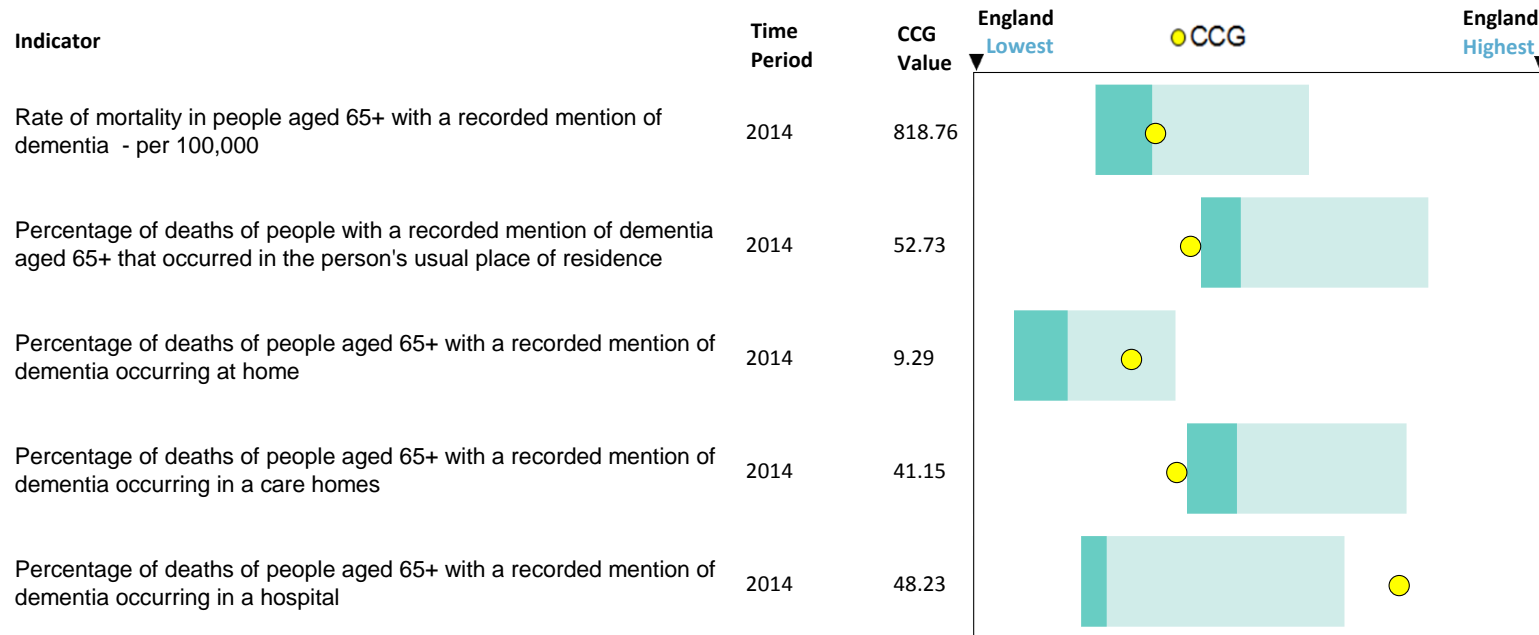 Indicator
Time
Period
CCG
Value
England
Lowest
CCG
England
Highest
Rate of mortality in people aged 65+ with a recorded mention of
dementia - per 100,000
2014
818.76
Percentage of deaths of people with a recorded mention of dementia
aged 65+ that occurred in the person's usual place of residence
2014
52.73
Percentage of deaths of people aged 65+ with a recorded mention of
dementia occurring at home
2014
9.29
Percentage of deaths of people aged 65+ with a recorded mention of
dementia occurring in a care homes
2014
41.15
Percentage of deaths of people aged 65+ with a recorded mention of
dementia occurring in a hospital
2014
48.23